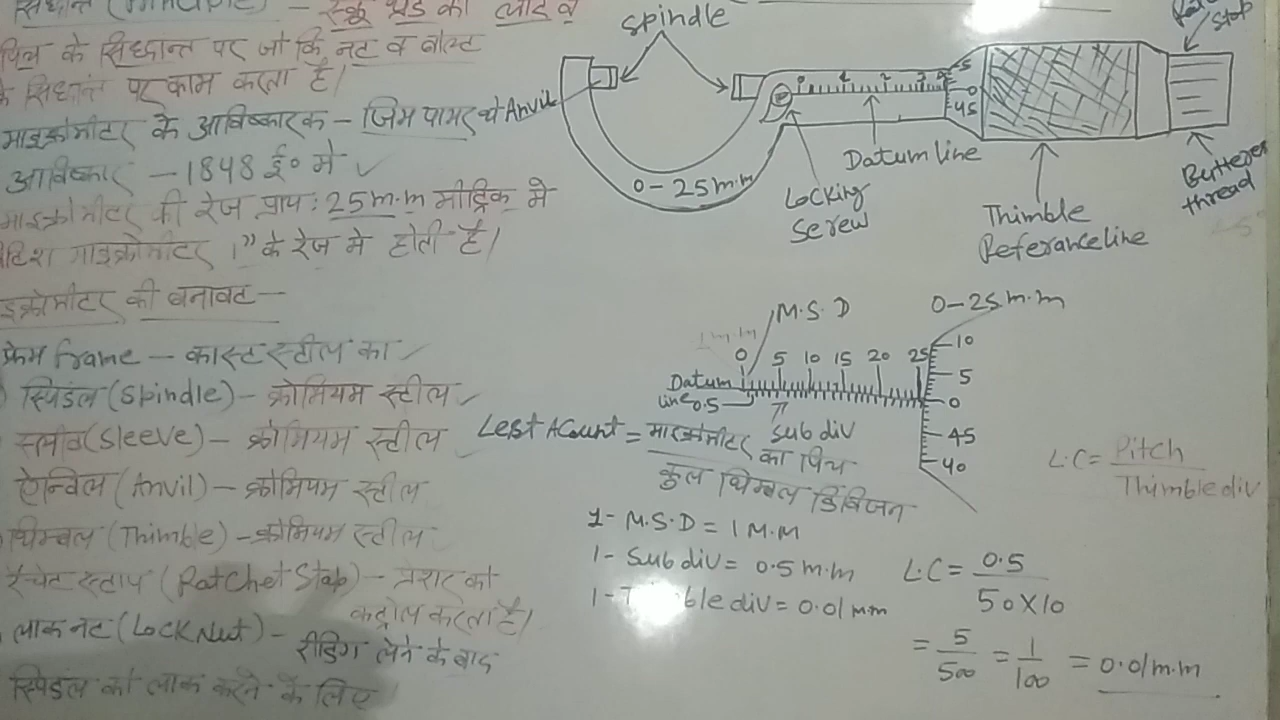 सिद्धान्त
स्क्रू थ्रेड की लीड व
पिच के सिद्धान्त पर जो कि नट व वोल्ट
के सिद्धांत पर काम करता है।
माइक्रोमीटर के आविष्कारक - जिम पामर थे
आविष्कार - 1848 ई० में
माइक्रोमीटर की रेंज प्राय: 25 m.m मीट्रिक मे
माइक्रोमीटर 1" के रेंज मे होती है।
की बनावट -
फ्रेम frame - कास्ट स्टील का
स्पिंडल (Spindle) - क्रोमियम स्टील
स्लीव (Sleeve) - क्रोमियम स्टील
ऐन्विल (Anvil) - क्रोमियम स्टील
थिम्बल (Thimble) - क्रोमियम स्टील
रैचेट स्टाप (Ratchet Stop) - प्रेशर को
कंट्रोल करता है।
लाक नट (Lock Nut) - रीडिंग लेने के बाद
स्पिंडल को लाक करने के लिए
Spindle
Stop
Anvil
0 1 2
5
0
45
Datum line
0-25 m.m
Locking
Screw
Thimble
Referance line
thread
M.S.D
0-25 m.m
1 m.m
0 5 10 15 20 25
10
5
0
45
40
Datum
line 0.5
Sub div
Lest Acount = माइक्रोमीटर का पिच
कुल थिम्बल डिविजन
L.C = Pitch
Thimble div
1- M.S.D = 1 M.M
1- Sub div = 0.5 m.m
ble div = 0.01 mm
L.C = 0.5
50 X 10
= 5/500 = 1/100 = 0.01 m.m